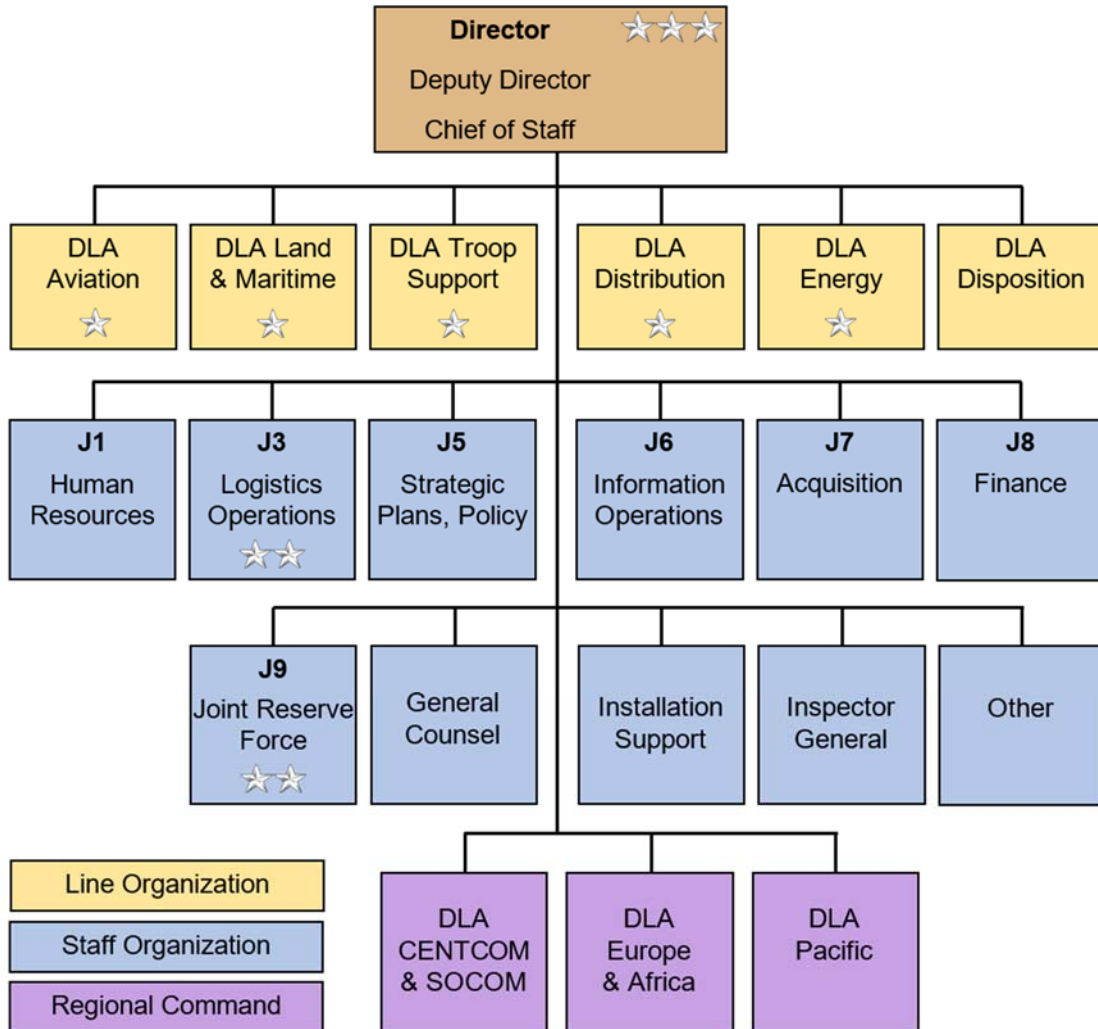 Director
Deputy Director
Chief of Staff
DLA
Aviation
DLA Land
& Maritime
DLA Troop
Support
DLA
Distribution
DLA
Energy
DLA
Disposition
J1
Human
Resources
J3
Logistics
Operations
J5
Strategic
Plans, Policy
J6
Information
Operations
J7
Acquisition
J8
Finance
J9
Joint Reserve
Force
General
Counsel
Installation
Support
Inspector
General
Other
Line Organization
Staff Organization
Regional Command
DLA
CENTCOM
& SOCOM
DLA
Europe
& Africa
DLA
Pacific